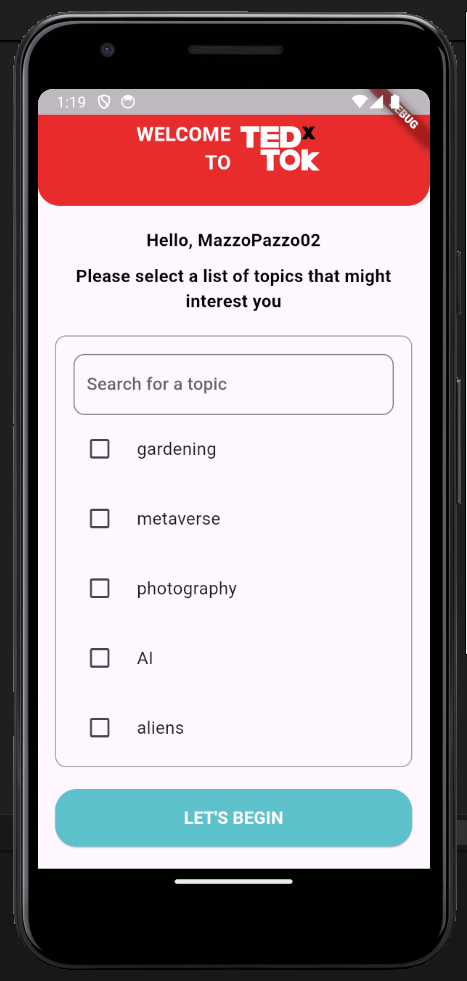 1:19
DEBUG
WELCOME TEDx
TO TOK
Hello, MazzoPazzo02
Please select a list of topics that might
interest you
Search for a topic
gardening
metaverse
photography
AI
aliens
LET'S BEGIN